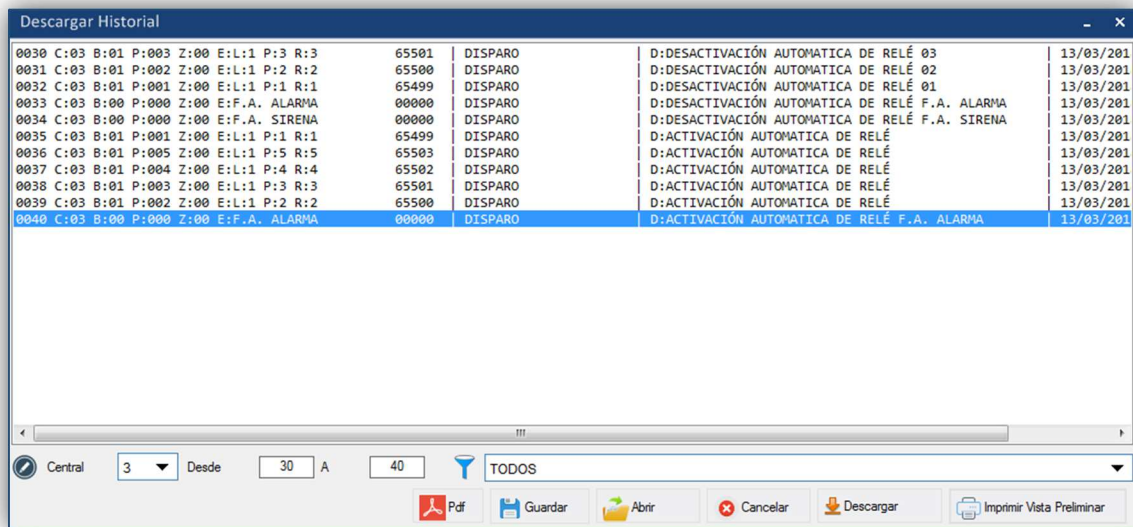 Descargar Historial
0030 C:03 B:01 P:003 Z:00 E:L:1 P:3 R:3 65501 | DISPARO | D:DESACTIVACIÓN AUTOMATICA DE RELÉ 03 | 13/03/201
0031 C:03 B:01 P:002 Z:00 E:L:1 P:2 R:2 65500 | DISPARO | D:DESACTIVACIÓN AUTOMATICA DE RELÉ 02 | 13/03/201
0032 C:03 B:01 P:001 Z:00 E:L:1 P:1 R:1 65499 | DISPARO | D:DESACTIVACIÓN AUTOMATICA DE RELÉ 01 | 13/03/201
0033 C:03 B:00 P:000 Z:00 E:F.A. ALARMA 00000 | DISPARO | D:DESACTIVACIÓN AUTOMATICA DE RELÉ F.A. ALARMA | 13/03/201
0034 C:03 B:00 P:000 Z:00 E:F.A. SIRENA 00000 | DISPARO | D:DESACTIVACIÓN AUTOMATICA DE RELÉ F.A. SIRENA | 13/03/201
0035 C:03 B:01 P:001 Z:00 E:L:1 P:1 R:1 65499 | DISPARO | D:ACTIVACIÓN AUTOMATICA DE RELÉ | 13/03/201
0036 C:03 B:01 P:005 Z:00 E:L:1 P:5 R:5 65503 | DISPARO | D:ACTIVACIÓN AUTOMATICA DE RELÉ | 13/03/201
0037 C:03 B:01 P:004 Z:00 E:L:1 P:4 R:4 65502 | DISPARO | D:ACTIVACIÓN AUTOMATICA DE RELÉ | 13/03/201
0038 C:03 B:01 P:003 Z:00 E:L:1 P:3 R:3 65501 | DISPARO | D:ACTIVACIÓN AUTOMATICA DE RELÉ | 13/03/201
0039 C:03 B:01 P:002 Z:00 E:L:1 P:2 R:2 65500 | DISPARO | D:ACTIVACIÓN AUTOMATICA DE RELÉ | 13/03/201
0040 C:03 B:00 P:000 Z:00 E:F.A. ALARMA 00000 | DISPARO | D:ACTIVACIÓN AUTOMATICA DE RELÉ F.A. ALARMA | 13/03/201
Central 3 Desde 30 A 40 TODOS
Pdf Guardar Abrir Cancelar Descargar Imprimir Vista Preliminar